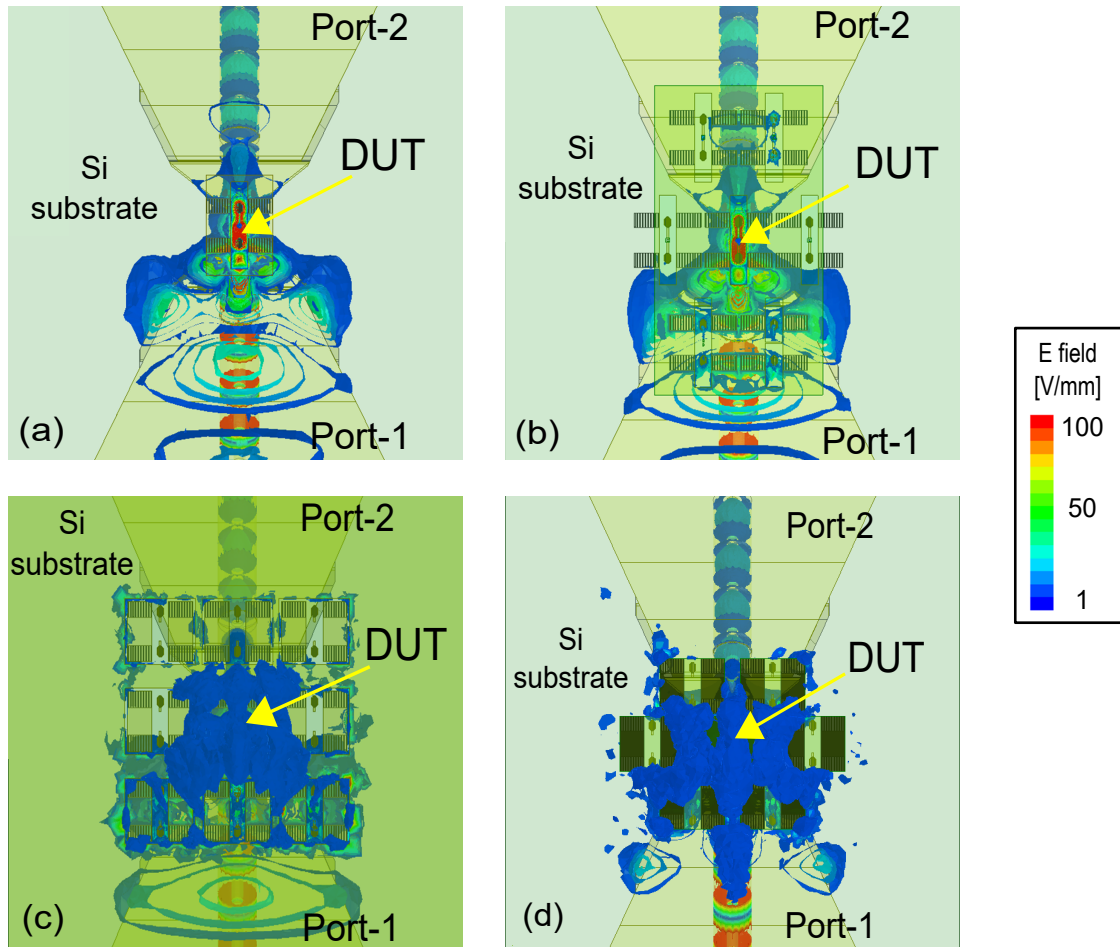 Port-2
Si
substrate
DUT
(a)
Port-1
Port-2
Si
substrate
DUT
(b)
Port-1
E field
[V/mm]
100
50
1
Si
substrate
Port-2
DUT
(c)
Port-1
Port-2
Si
substrate
DUT
(d)
Port-1